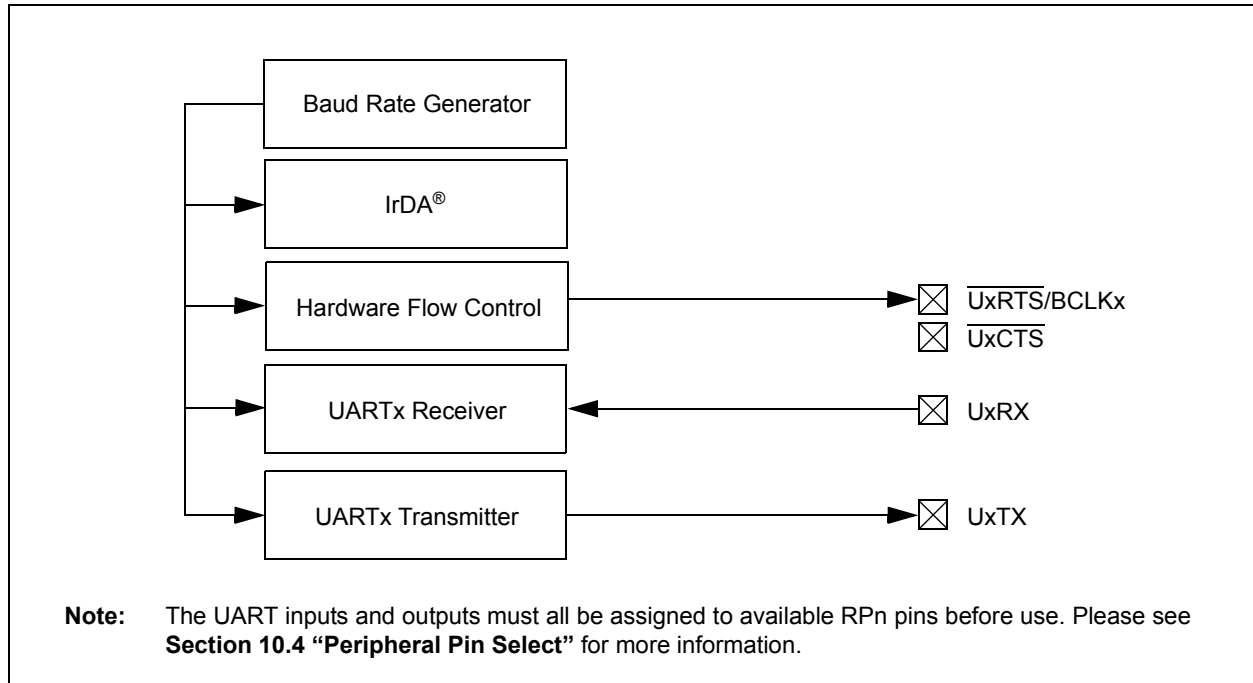 Baud Rate Generator
IrDA®
Hardware Flow Control
UxRTS/BCLKx
UxCTS
UARTx Receiver
UxRX
UARTx Transmitter
UxTX
Note: The UART inputs and outputs must all be assigned to available RPn pins before use. Please see
Section 10.4 “Peripheral Pin Select” for more information.